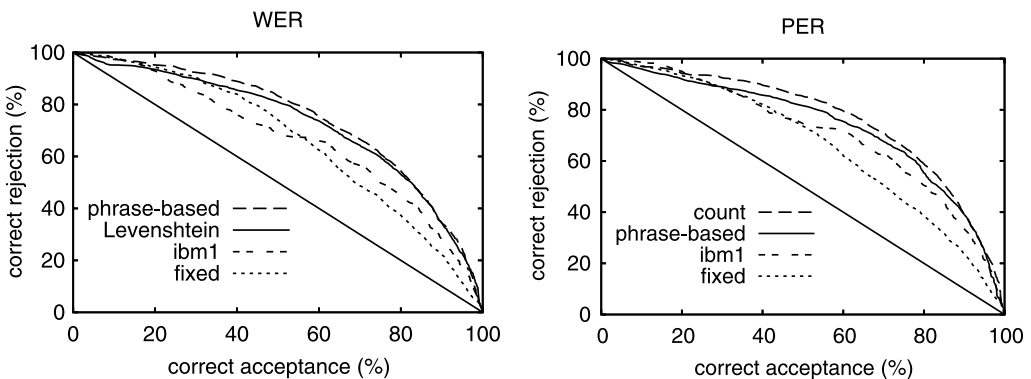 WER
100
80
60
40
20
0
correct rejection (%)
phrase-based
Levenshtein
ibm1
fixed
0 20 40 60 80 100
correct acceptance (%)
PER
100
80
60
40
20
0
correct rejection (%)
count
phrase-based
ibm1
fixed
0 20 40 60 80 100
correct acceptance (%)